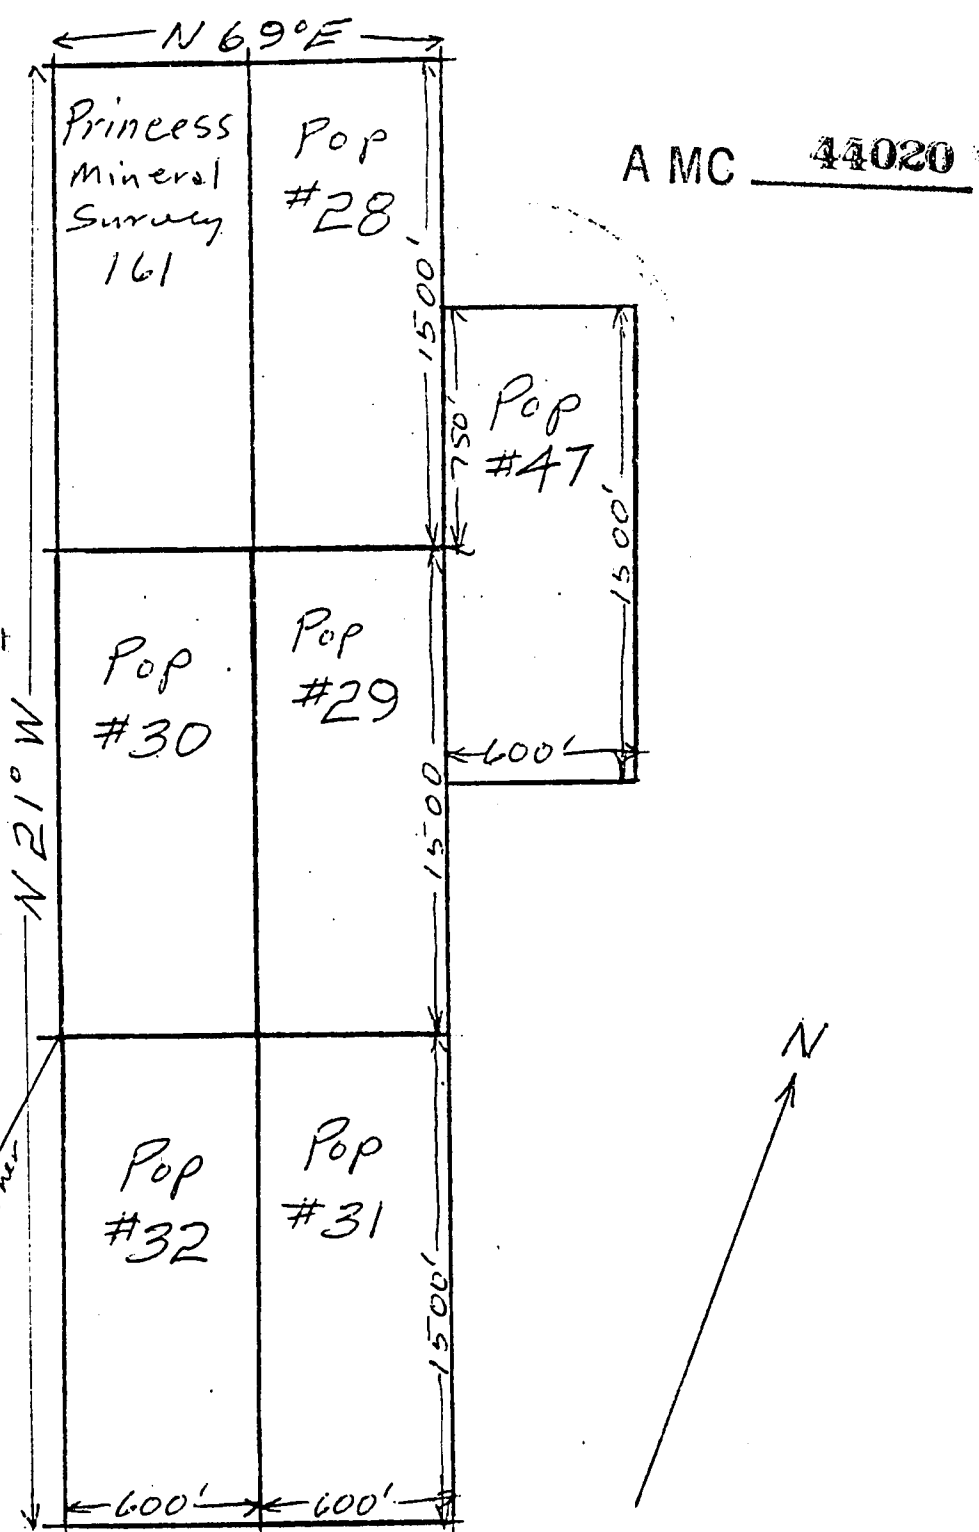 N 69°E
Princess
Mineral
Survey
161
Pop
#28
1500'
A MC 44020
750'
Pop
#47
1500'
600'
N 21° W
Pop
#30
Pop
#29
1500
Pop
#32
Pop
#31
1500'
600'
600'
N